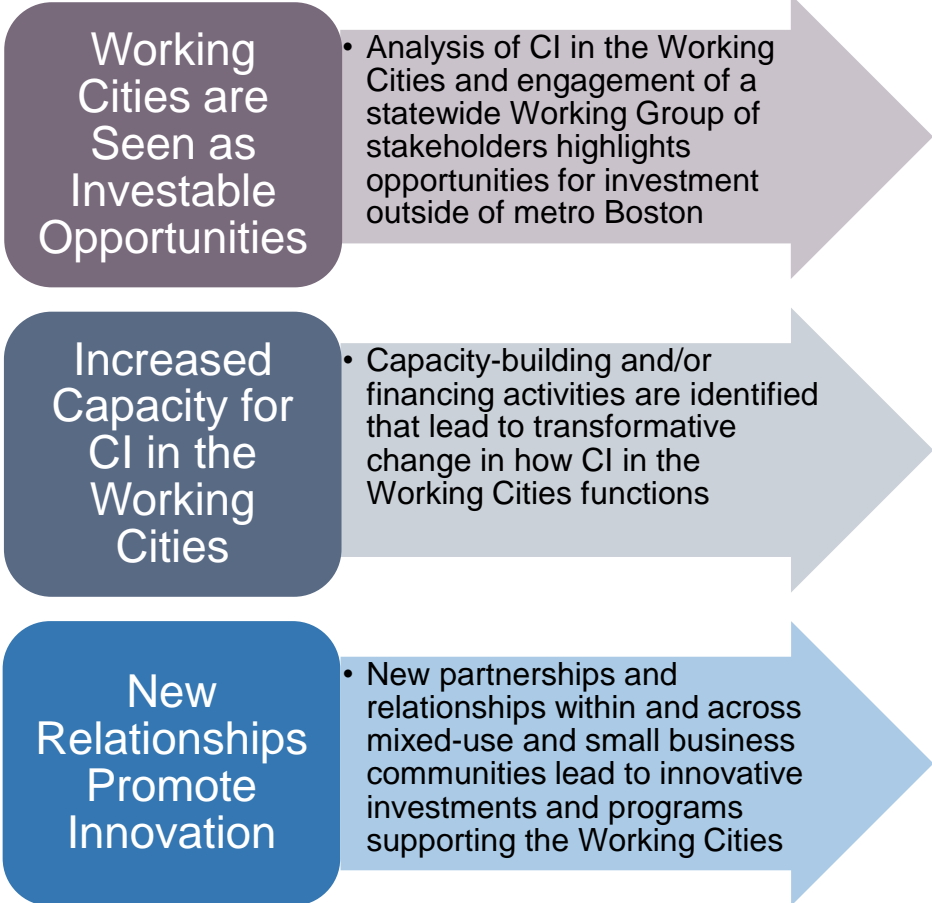 Working
Cities are
Seen as
Investable
Opportunities
• Analysis of CI in the Working
Cities and engagement of a
statewide Working Group of
stakeholders highlights
opportunities for investment
outside of metro Boston
Increased
Capacity for
CI in the
Working
Cities
• Capacity-building and/or
financing activities are identified
that lead to transformative
change in how CI in the
Working Cities functions
New
Relationships
Promote
Innovation
• New partnerships and
relationships within and across
mixed-use and small business
communities lead to innovative
investments and programs
supporting the Working Cities